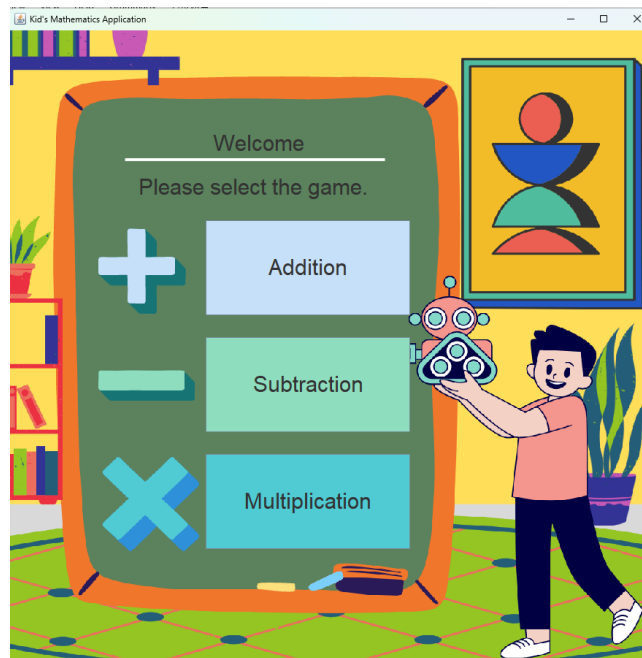 Kid's Mathematics Application
Welcome
Please select the game.
Addition
Subtraction
Multiplication